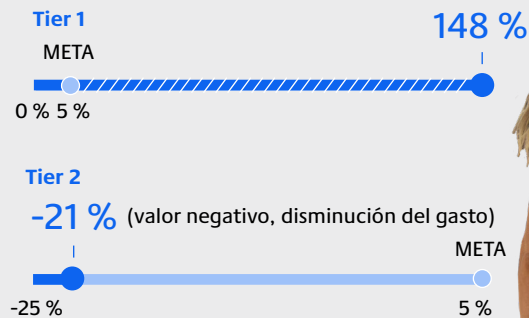 Tier 1
148 %
META
0 % 5 %
Tier 2
-21 % (valor negativo, disminución del gasto)
META
-25 %
5 %